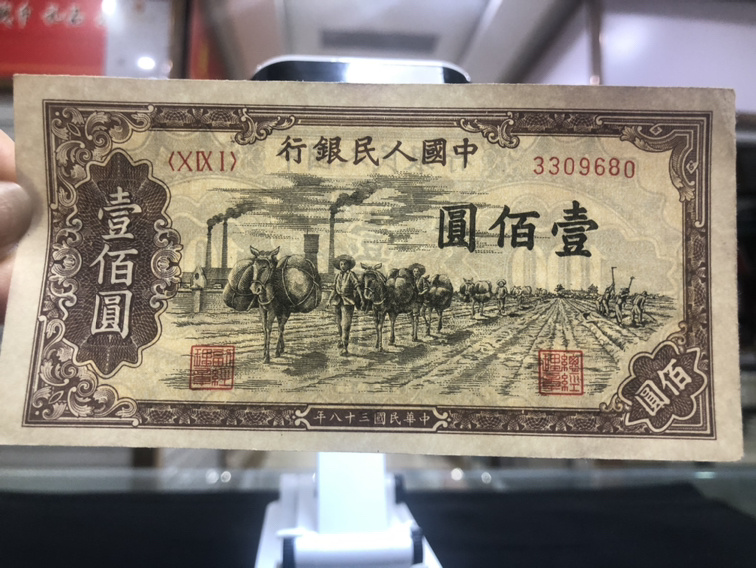 中國人民銀行
〈X IX I〉
3309680
壹佰圓
壹佰圓
佰圓
中華民國三十八年